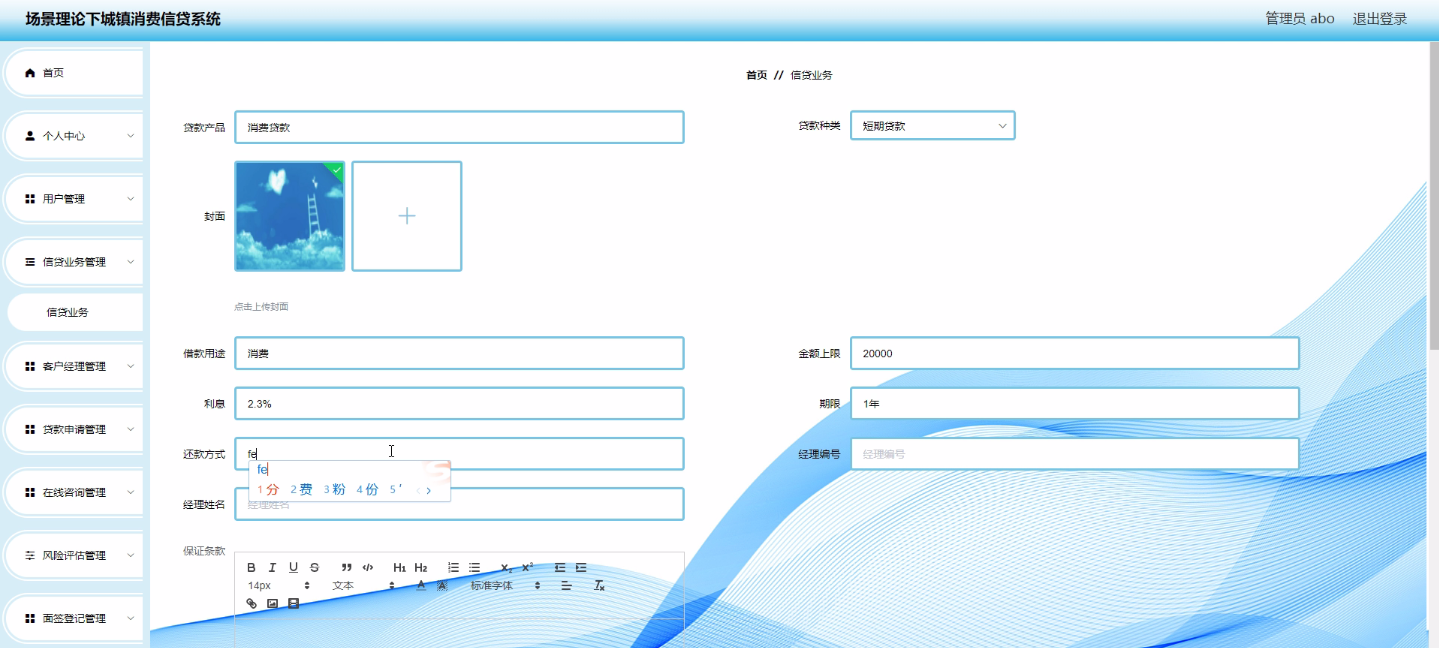 场景理论下城镇消费信贷系统
管理员 abo 退出登录
首页
个人中心
用户管理
信贷业务管理
信贷业务
客户经理管理
贷款申请管理
在线咨询管理
风险评估管理
面签登记管理
首页 // 信贷业务
贷款产品 消费贷款
贷款种类 短期贷款
封面
点击上传封面
借款用途 消费
金额上限 20000
利息 2.3%
期限 1年
还款方式 fe
fe
1 分 2 费 3 粉 4 份 5 '
经理编号 经理编号
经理姓名 经理姓名
保证条款
B I U S H1 H2 X2 X2
14px 文本 A A 标准字体